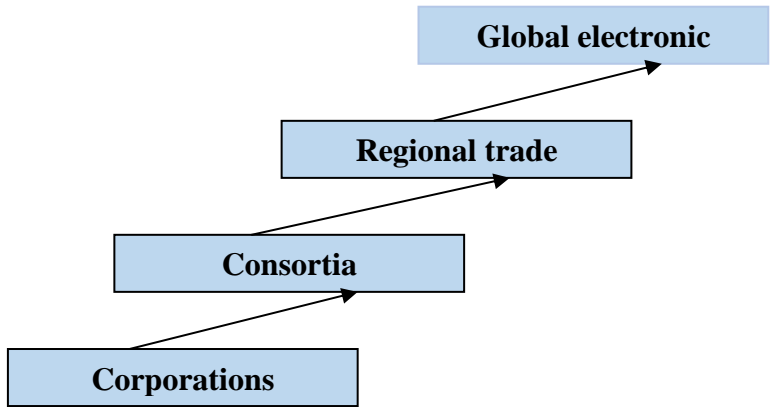 Global electronic
Regional trade
Consortia
Corporations